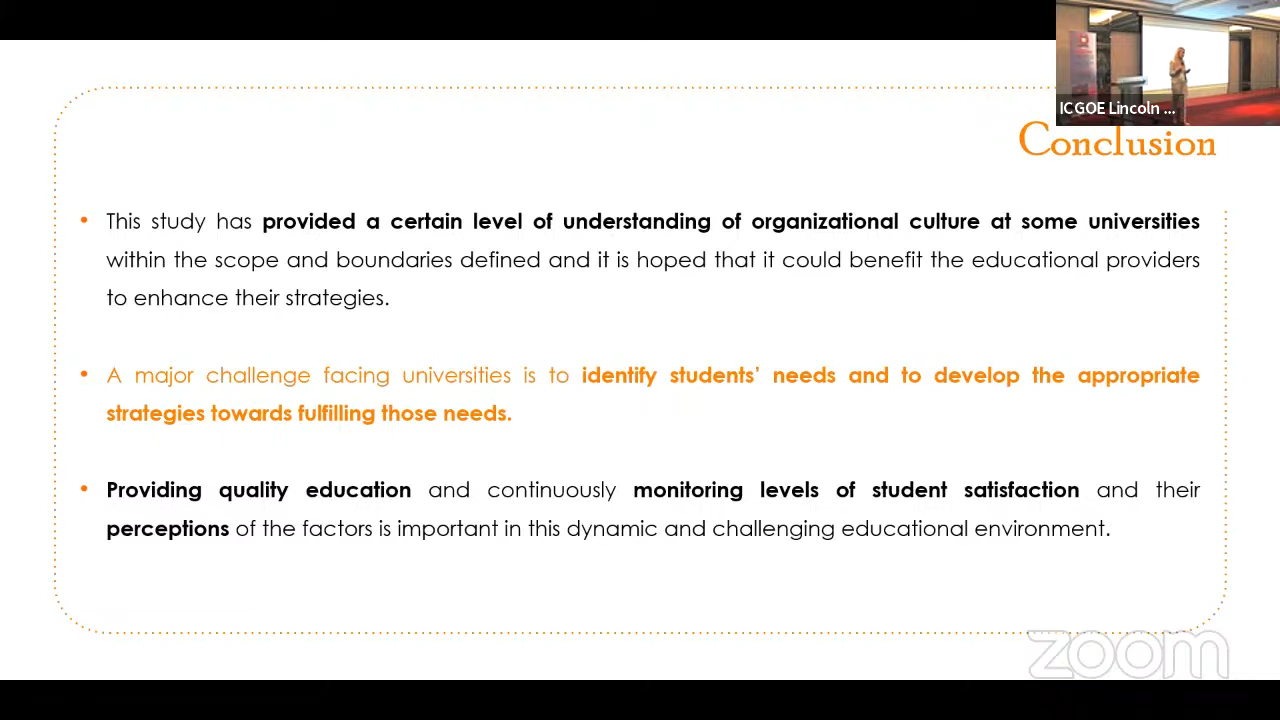 ICGOE Lincoln ...
Conclusion
• This study has provided a certain level of understanding of organizational culture at some universities
within the scope and boundaries defined and it is hoped that it could benefit the educational providers
to enhance their strategies.
• A major challenge facing universities is to identify students’ needs and to develop the appropriate
strategies towards fulfilling those needs.
• Providing quality education and continuously monitoring levels of student satisfaction and their
perceptions of the factors is important in this dynamic and challenging educational environment.
zoom